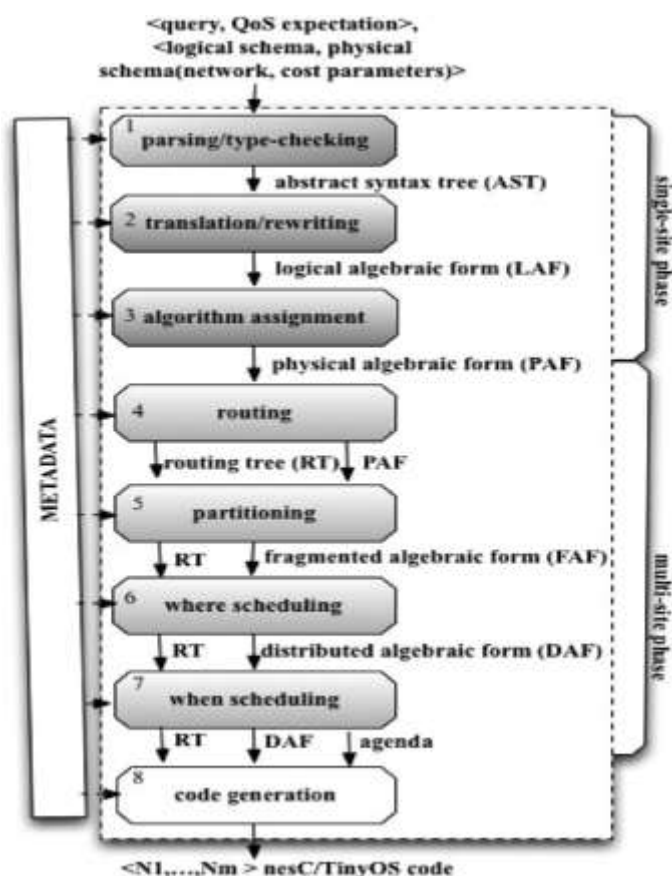 <query, QoS expectation>,
<logical schema, physical
schema(network, cost parameters)>
1
parsing/type-checking
abstract syntax tree (AST)
2
translation/rewriting
logical algebraic form (LAF)
3
algorithm assignment
physical algebraic form (PAF)
single-site phase
4
routing
routing tree (RT) PAF
METADATA
5
partitioning
RT fragmented algebraic form (FAF)
6
where scheduling
RT distributed algebraic form (DAF)
multi-site phase
7
when scheduling
RT DAF agenda
8
code generation
<N1,...,Nm > nesC/TinyOS code